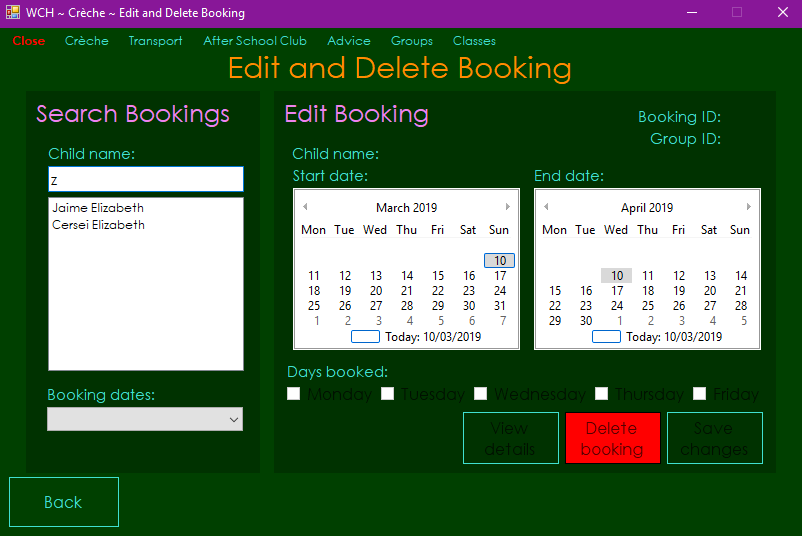 WCH ~ Crèche ~ Edit and Delete Booking
Close Crèche Transport After School Club Advice Groups Classes
Edit and Delete Booking
Search Bookings
Child name:
z
Jaime Elizabeth
Cersei Elizabeth
Booking dates:
Edit Booking
Booking ID:
Group ID:
Child name:
Start date:
March 2019
Mon Tue Wed Thu Fri Sat Sun
10
11 12 13 14 15 16 17
18 19 20 21 22 23 24
25 26 27 28 29 30 31
1 2 3 4 5 6 7
Today: 10/03/2019
End date:
April 2019
Mon Tue Wed Thu Fri Sat Sun
10 11 12 13 14
15 16 17 18 19 20 21
22 23 24 25 26 27 28
29 30 1 2 3 4 5
Today: 10/03/2019
Days booked:
Monday Tuesday Wednesday Thursday Friday
View
details
Delete
booking
Save
changes
Back